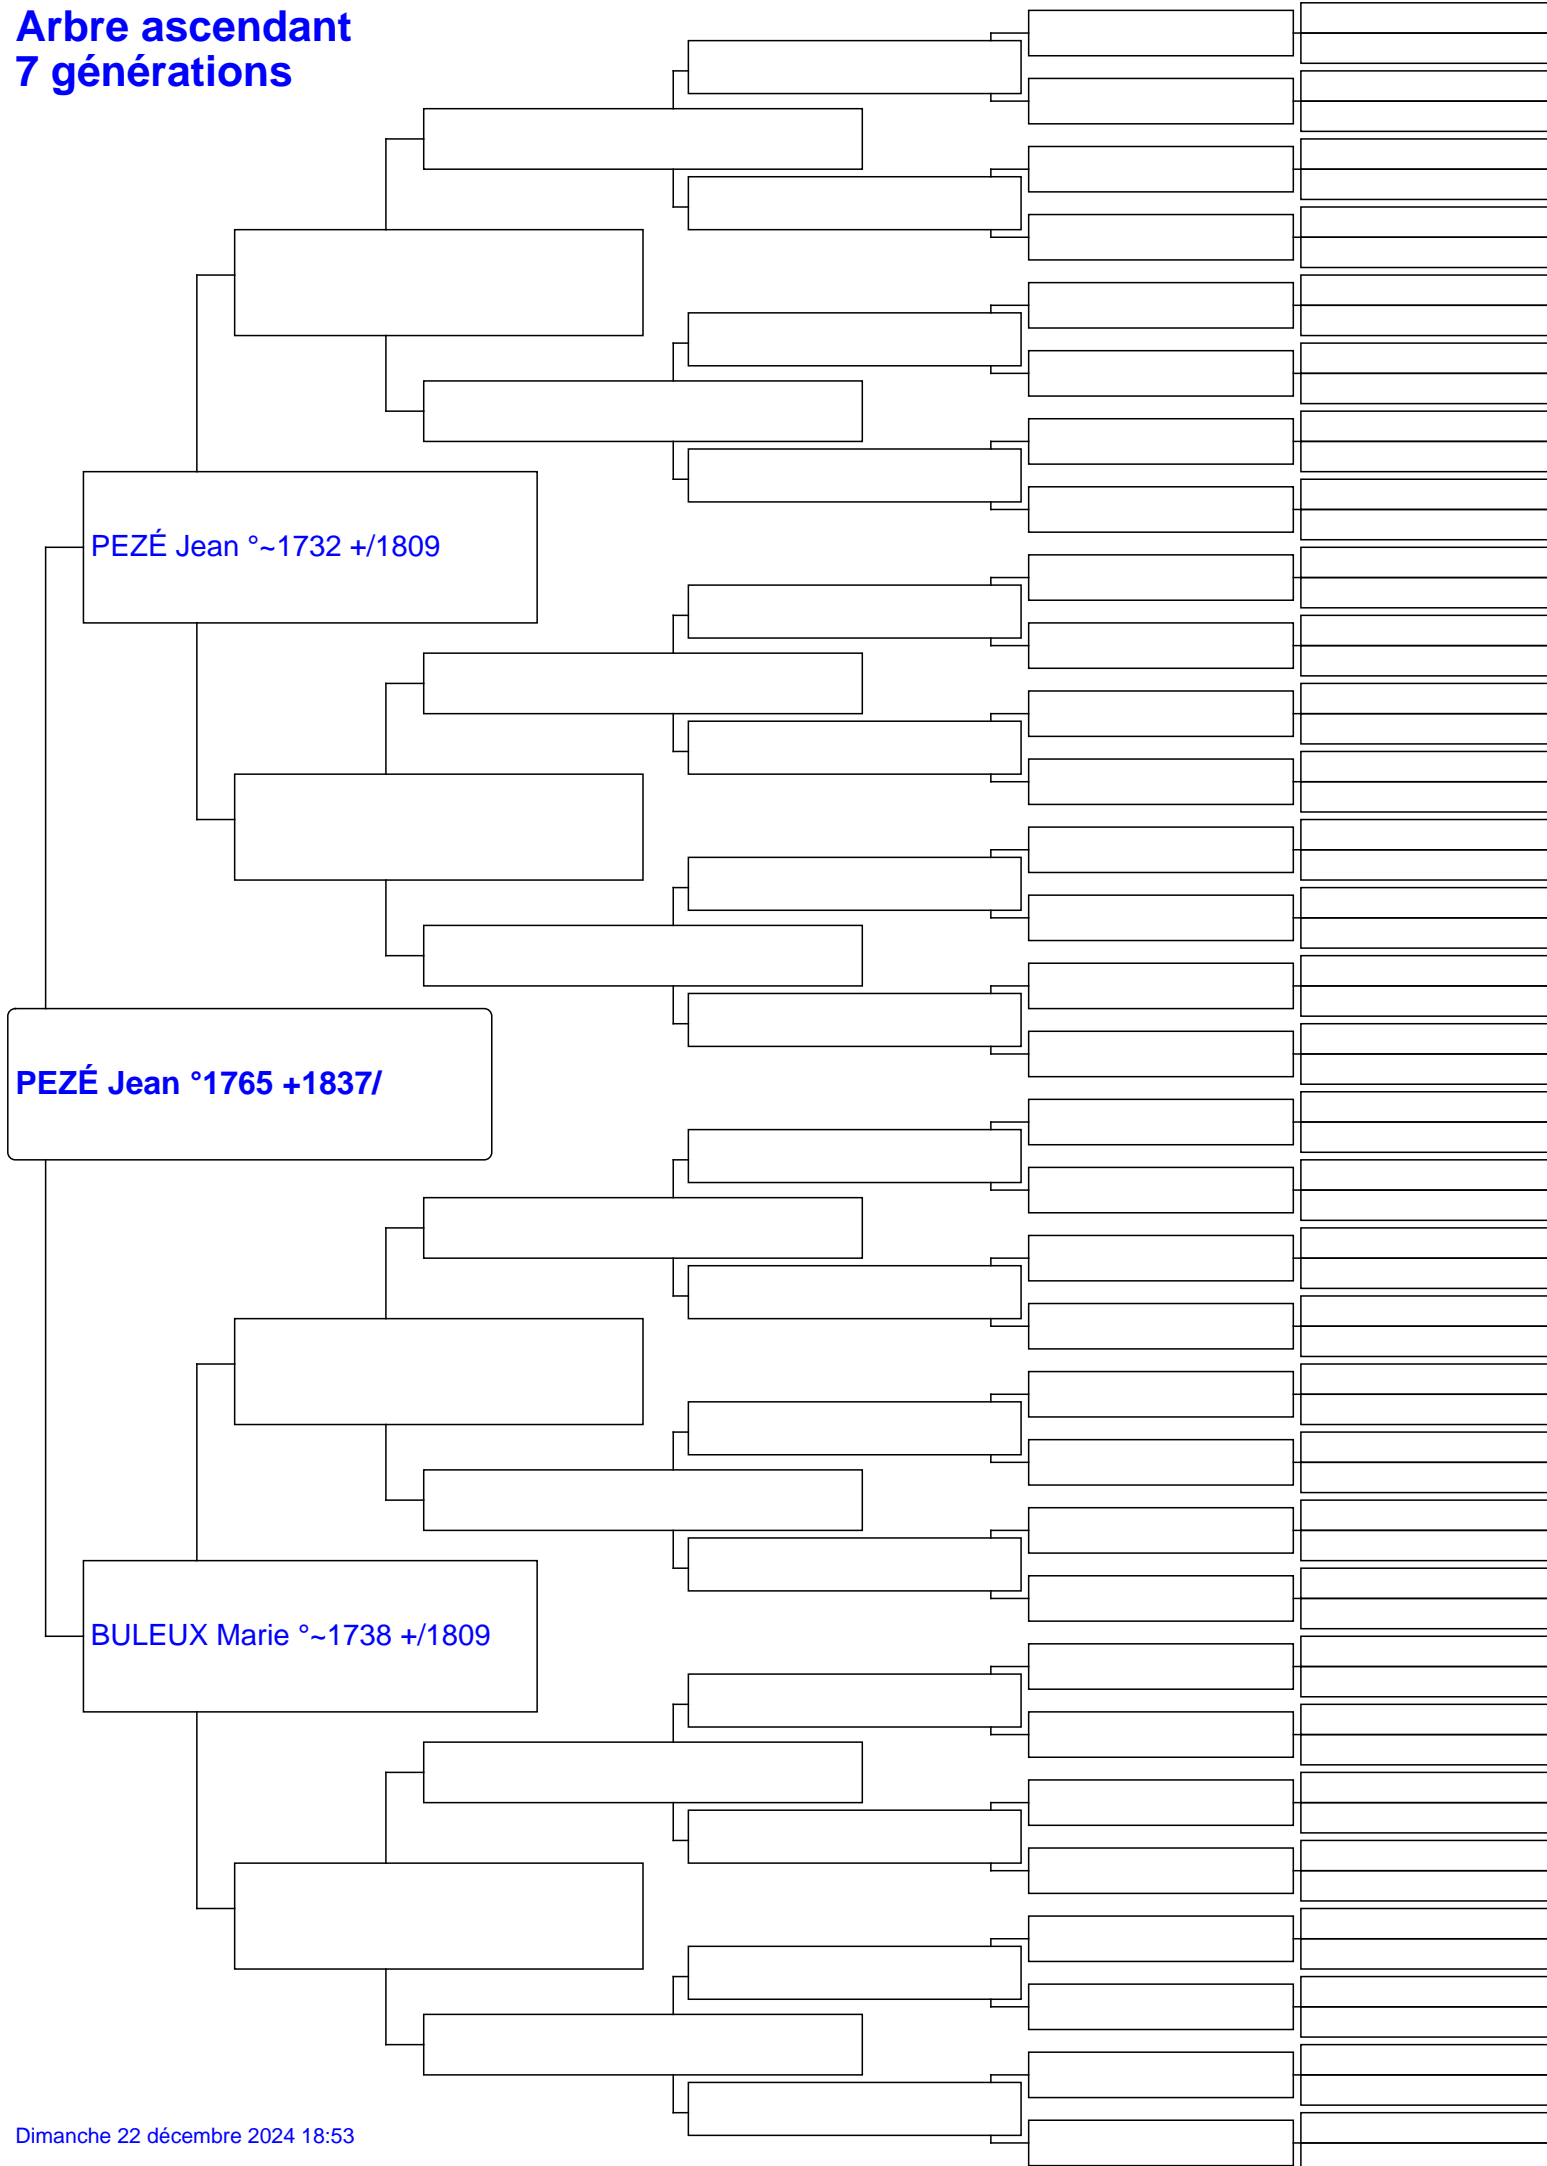 Arbre ascendant
7 générations
PEZÉ Jean °~1732 +/1809
PEZÉ Jean °1765 +1837/
BULEUX Marie °~1738 +/1809
Dimanche 22 décembre 2024 18:53